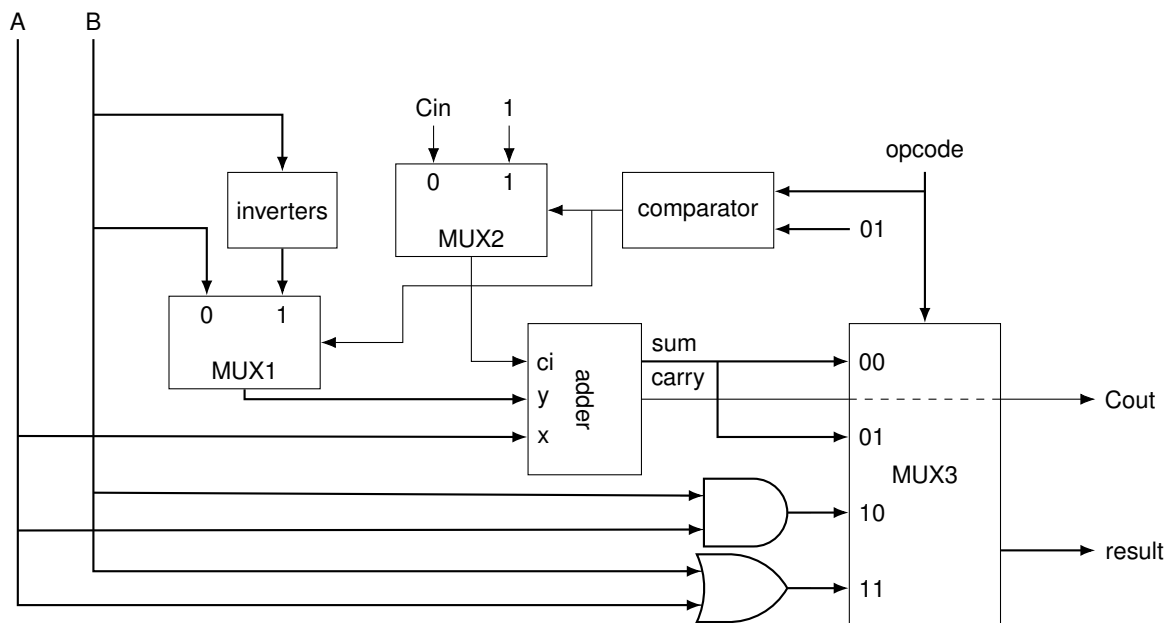 A B
Cin 1
opcode
0 1
inverters
comparator
MUX2
01
0 1
MUX1
sum
ci
00
carry
adder
y
Cout
x
01
MUX3
10
result
11